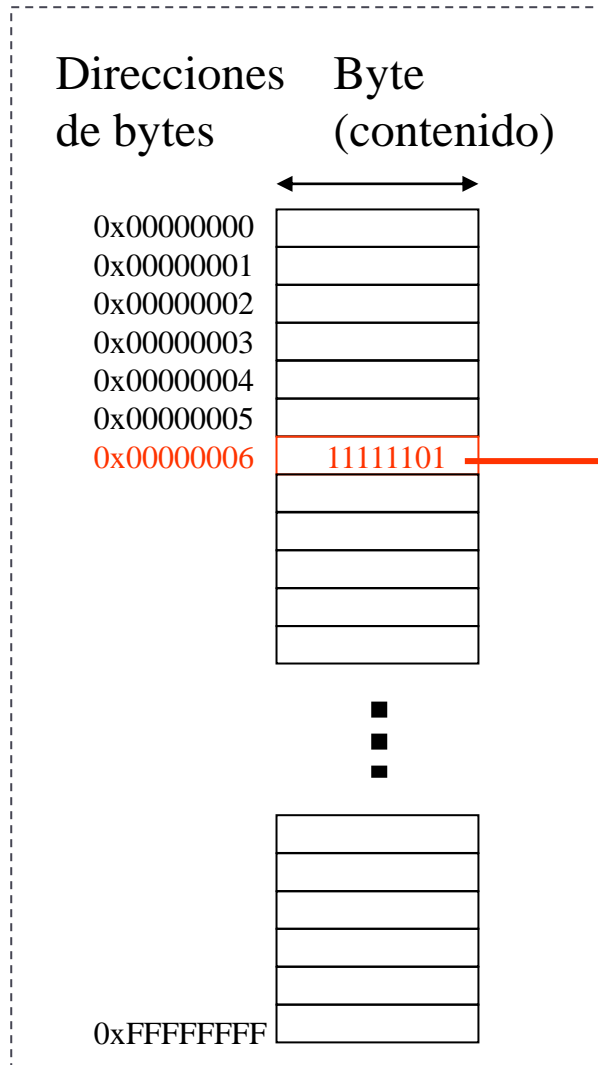 Direcciones Byte
de bytes (contenido)
0x00000000
0x00000001
0x00000002
0x00000003
0x00000004
0x00000005
0x00000006 11111101
0xFFFFFFFF